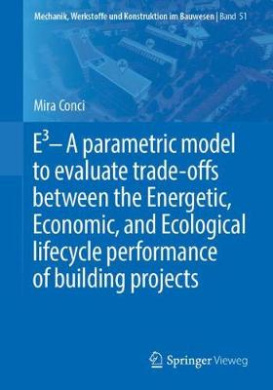 Mechanik, Werkstoffe und Konstruktion im Bauwesen | Band 51
Mira Conci
E³– A parametric model
to evaluate trade-offs
between the Energetic,
Economic, and Ecological
lifecycle performance
of building projects
Springer Vieweg